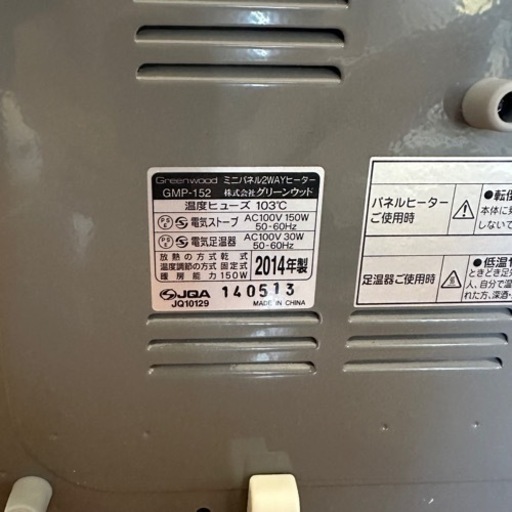 Greenwood ミニパネル2WAYヒーター
GMP-152 株式会社グリーンウッド
温度ヒューズ 103℃
電気ストーブ AC100V 150W
50-60Hz
電気足温器 AC100V 30W
50-60Hz
放熱の方式 乾式
温度調節の方式 固定式
暖房能力 150W
2014年製
JQA 140513
JQ10129 MADE IN CHINA
パネルヒーター
ご使用時
●転倒
本体に
しないで
足温器ご使用時
●低温
ときどき足
人、自分で温
れた方、深酒・